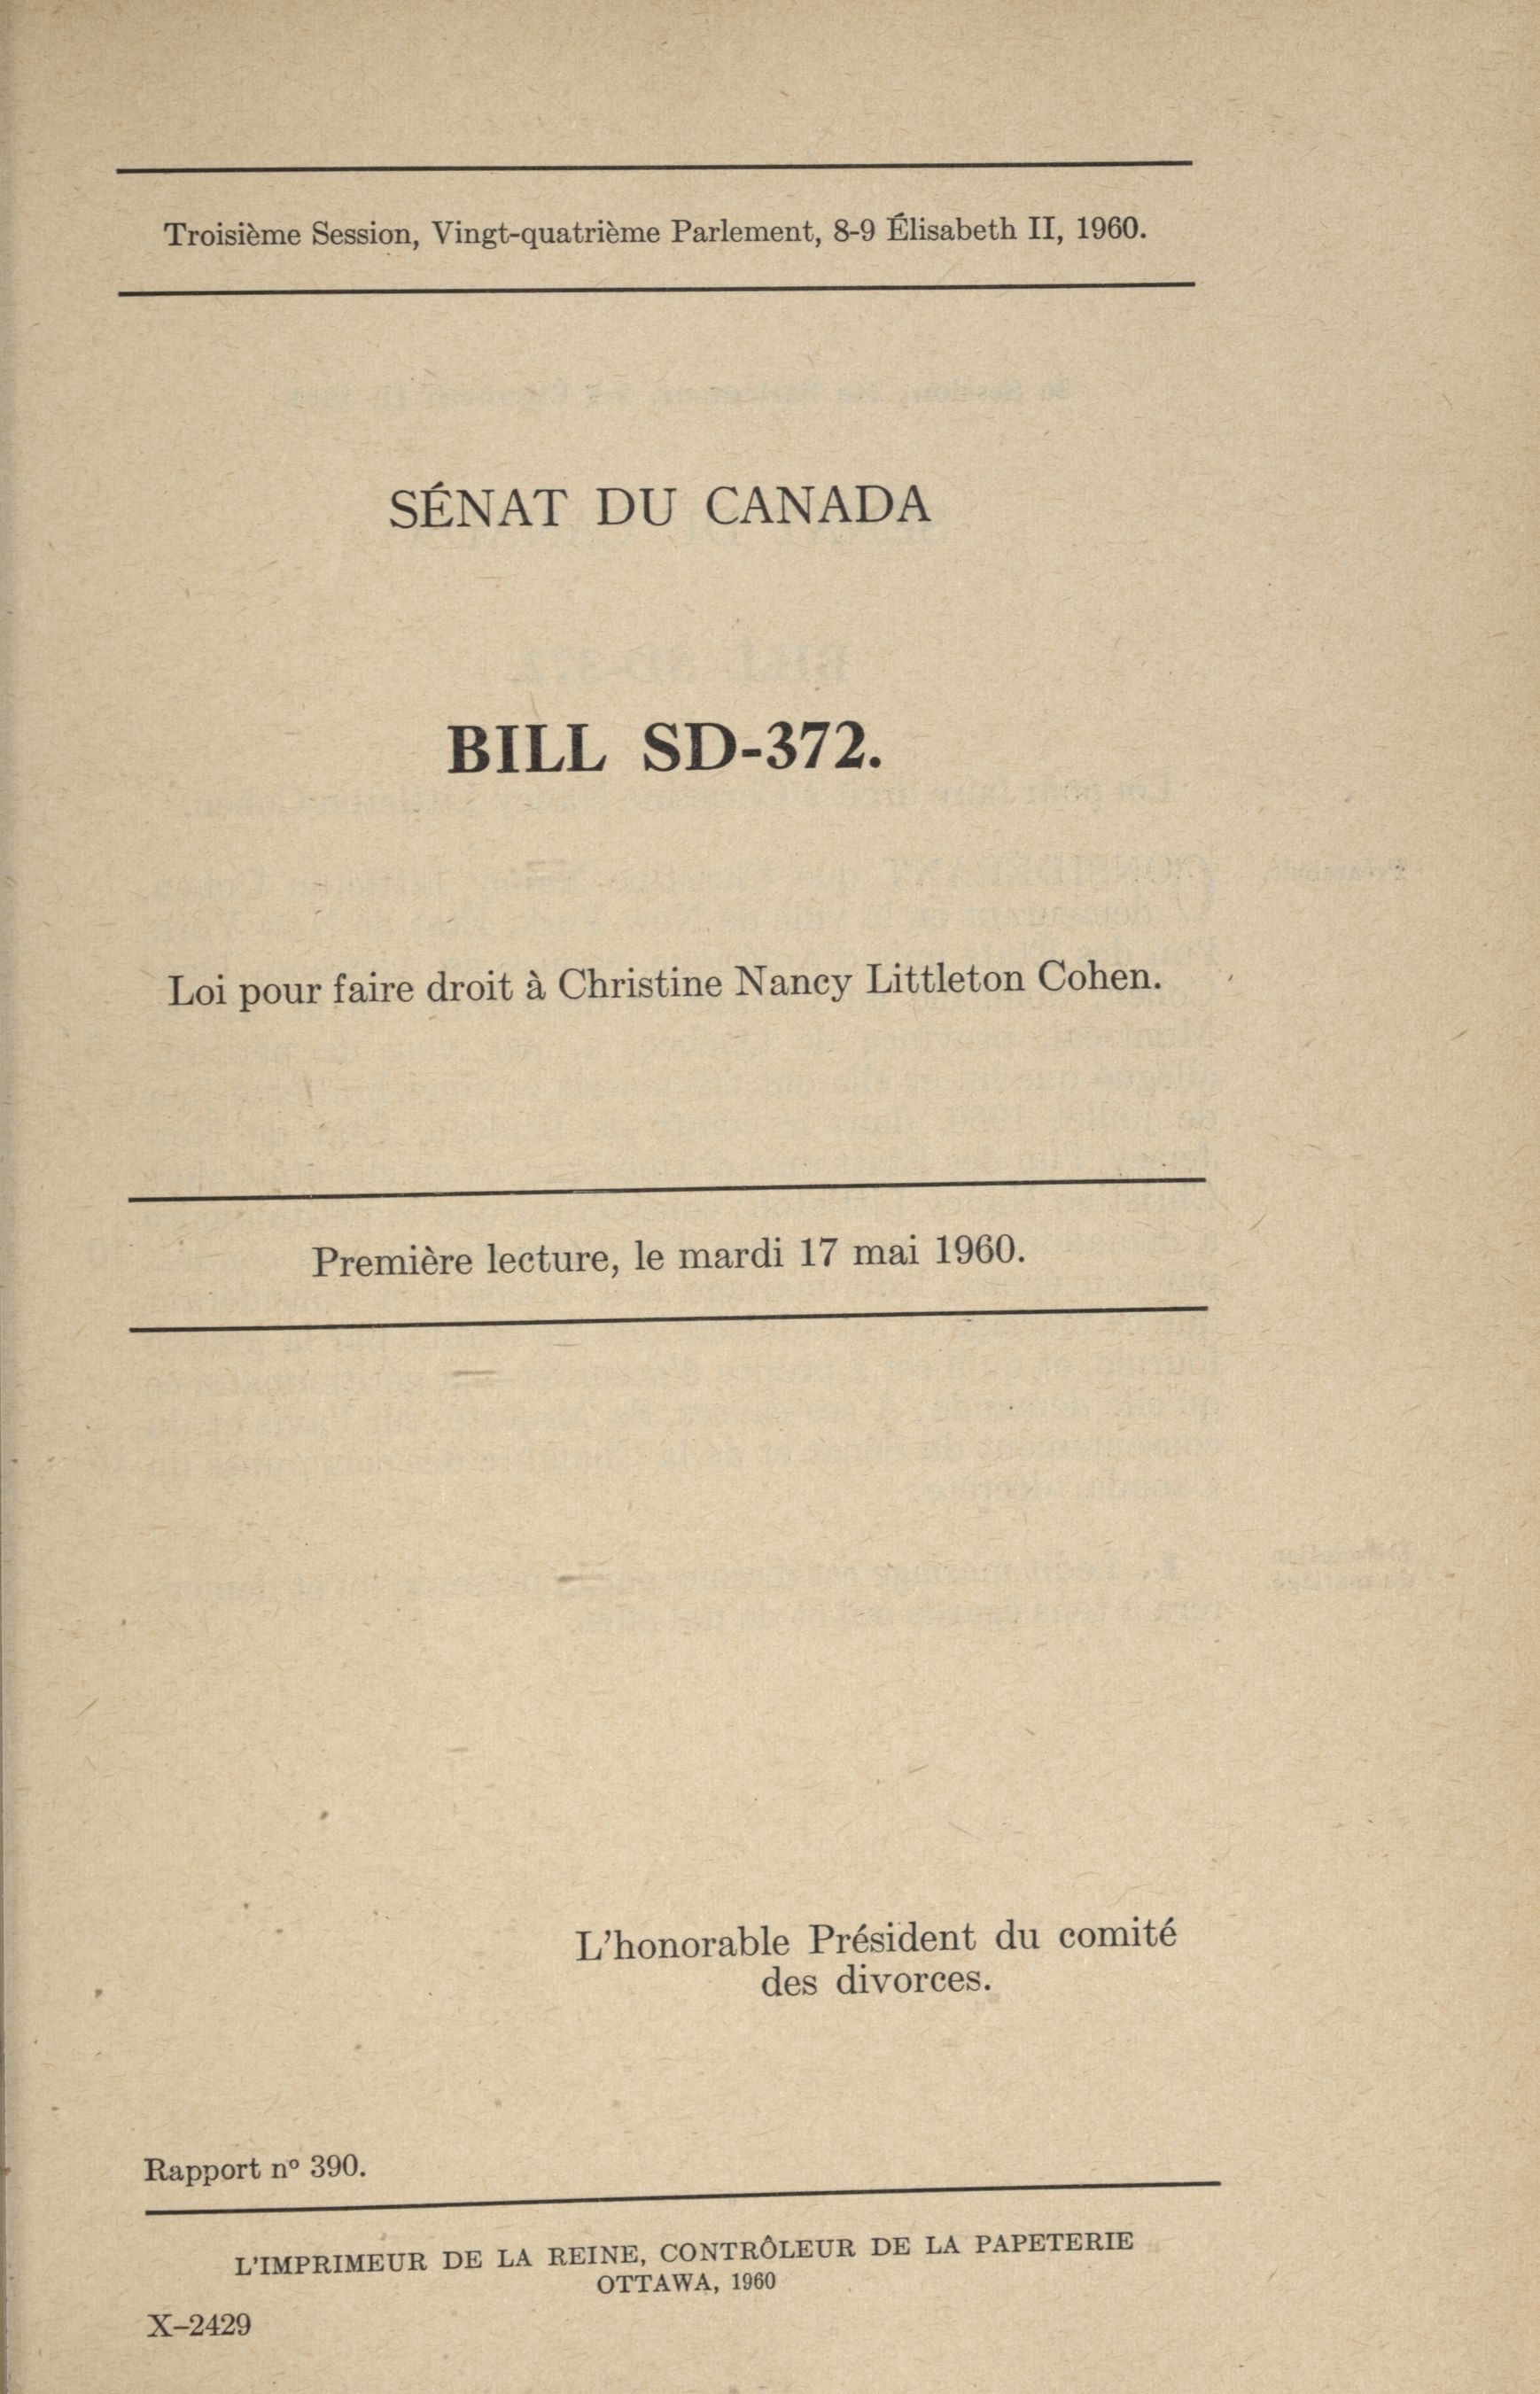 Troisième Session, Vingt-quatrième Parlement, 8-9 Élisabeth II, 1960.
SÉNAT DU CANADA
BILL SD-372.
Loi pour faire droit à Christine Nancy Littleton Cohen.
Première lecture, le mardi 17 mai 1960.
L'honorable Président du comité
des divorces.
Rapport nº 390.
L'IMPRIMEUR DE LA REINE, CONTRÔLEUR DE LA PAPETERIE
OTTAWA, 1960
X–2429